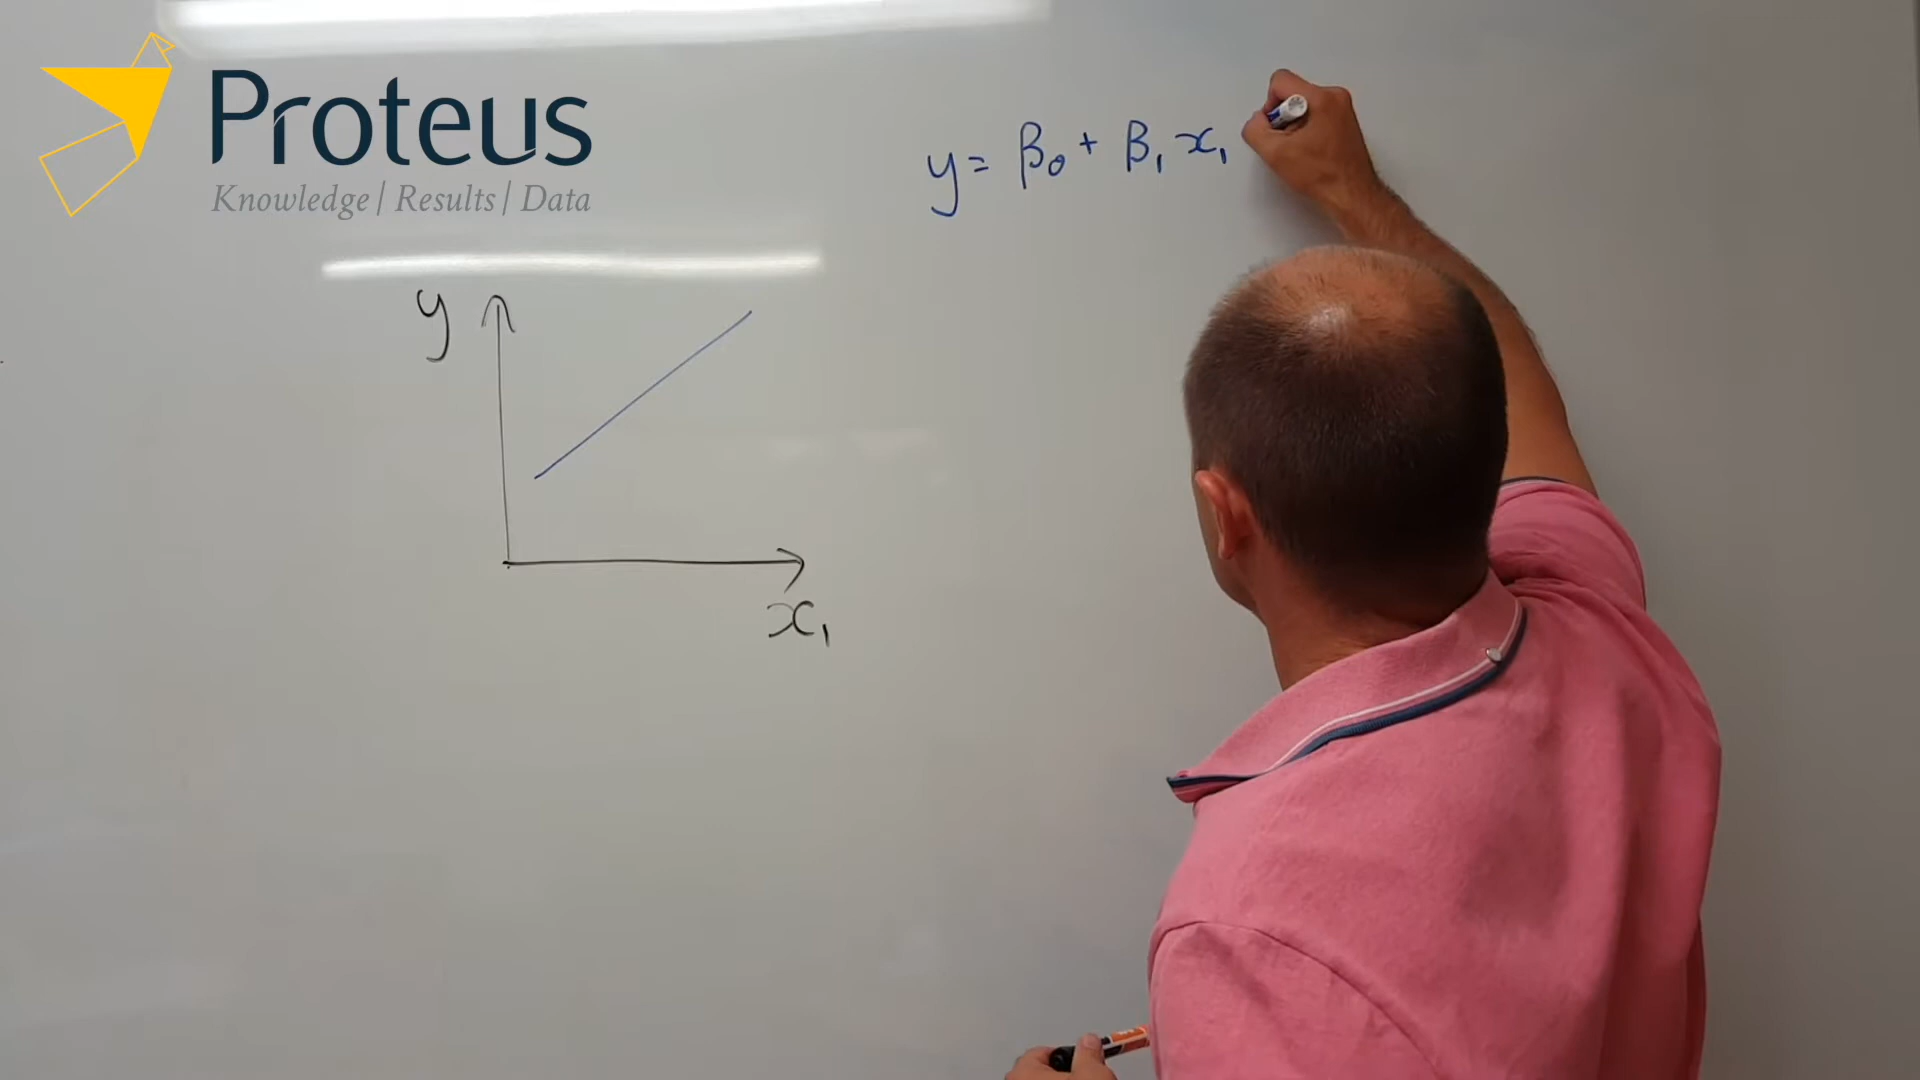 Proteus
Knowledge | Results | Data
y = β₀ + β₁ x₁
y
x₁